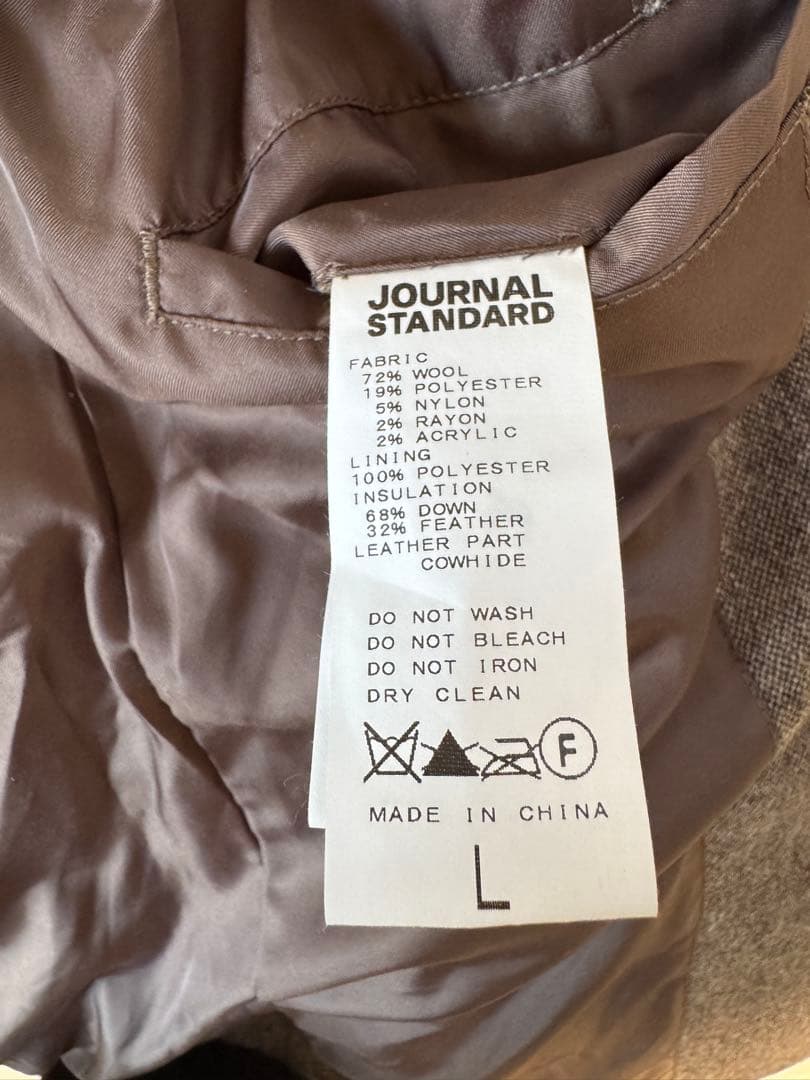 JOURNAL
STANDARD
FABRIC
72% WOOL
19% POLYESTER
5% NYLON
2% RAYON
2% ACRYLIC
LINING
100% POLYESTER
INSULATION
68% DOWN
32% FEATHER
LEATHER PART
COWHIDE
DO NOT WASH
DO NOT BLEACH
DO NOT IRON
DRY CLEAN
F
MADE IN CHINA
L